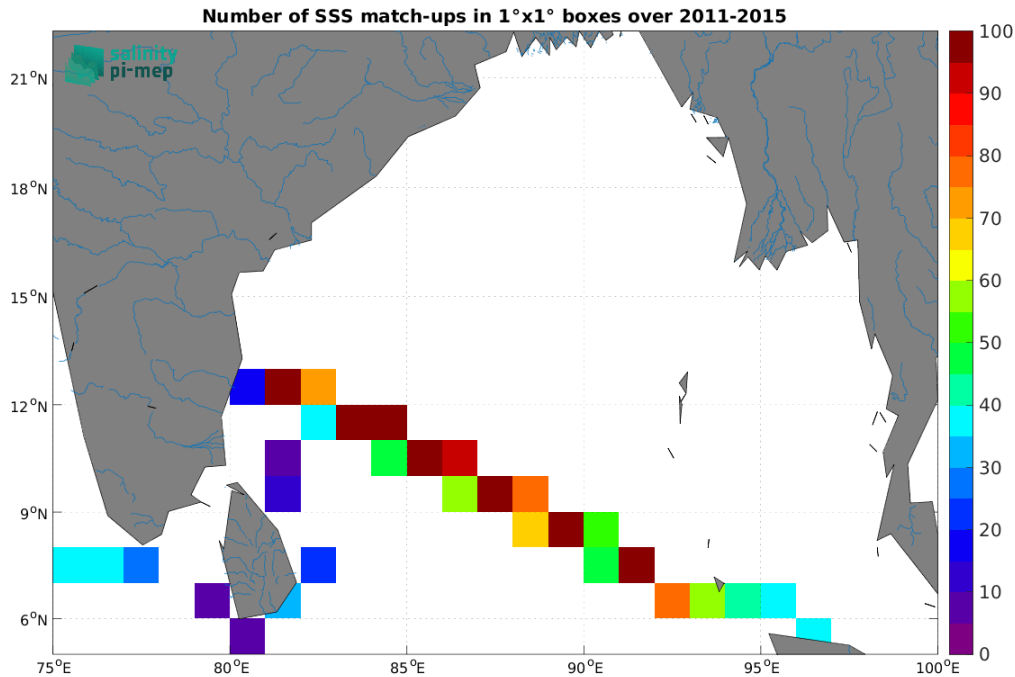 Number of SSS match-ups in 1°x1° boxes over 2011-2015
salinity
pi-mep
21°N
18°N
15°N
12°N
9°N
6°N
75°E
80°E
85°E
90°E
95°E
100°E
100
90
80
70
60
50
40
30
20
10
0